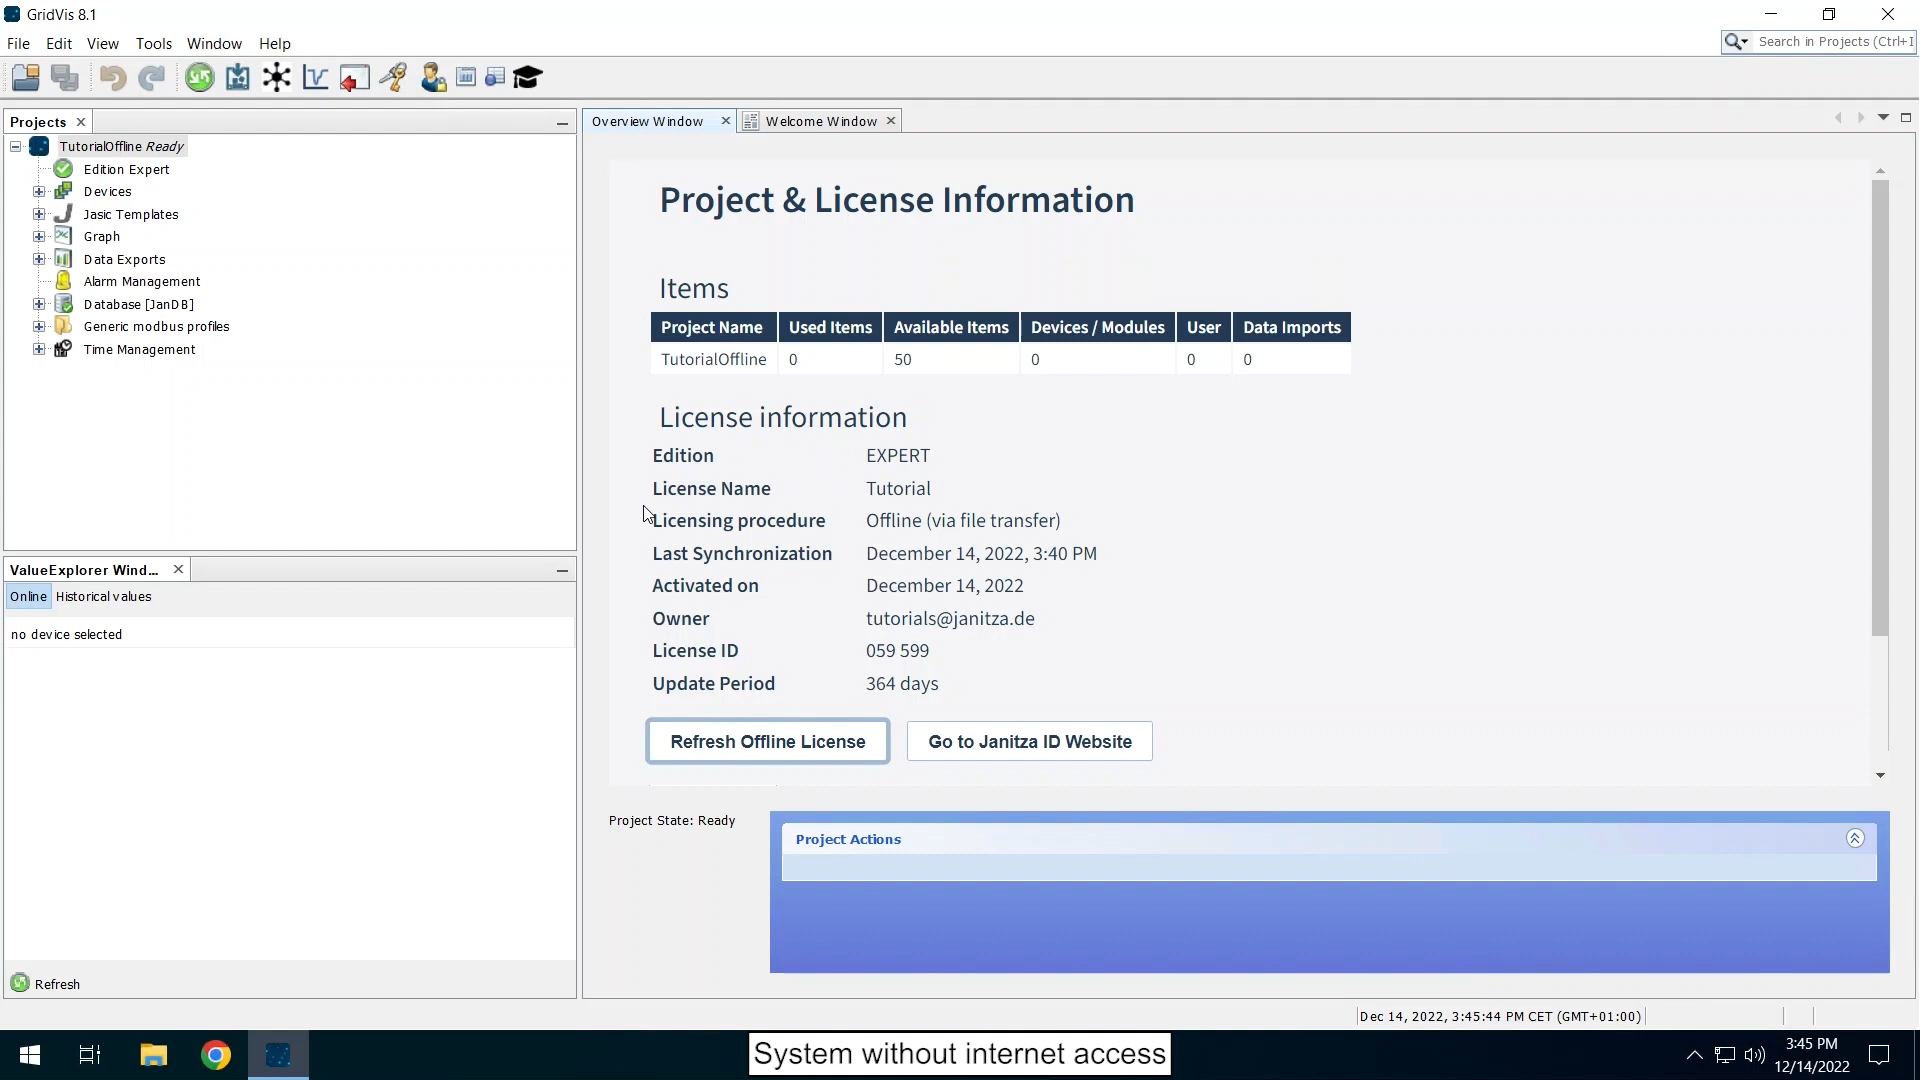 GridVis 8.1
File Edit View Tools Window Help
Search in Projects (Ctrl+I
Projects
TutorialOffline Ready
Edition Expert
Devices
Jasic Templates
Graph
Data Exports
Alarm Management
Database [JanDB]
Generic modbus profiles
Time Management
ValueExplorer Wind...
Online Historical values
no device selected
Refresh
Overview Window Welcome Window
Project & License Information
Items
Project Name Used Items Available Items Devices / Modules User Data Imports
TutorialOffline 0 50 0 0 0
License information
Edition EXPERT
License Name Tutorial
Licensing procedure Offline (via file transfer)
Last Synchronization December 14, 2022, 3:40 PM
Activated on December 14, 2022
Owner tutorials@janitza.de
License ID 059 599
Update Period 364 days
Refresh Offline License Go to Janitza ID Website
Project State: Ready
Project Actions
Dec 14, 2022, 3:45:44 PM CET (GMT+01:00)
System without internet access
3:45 PM
12/14/2022